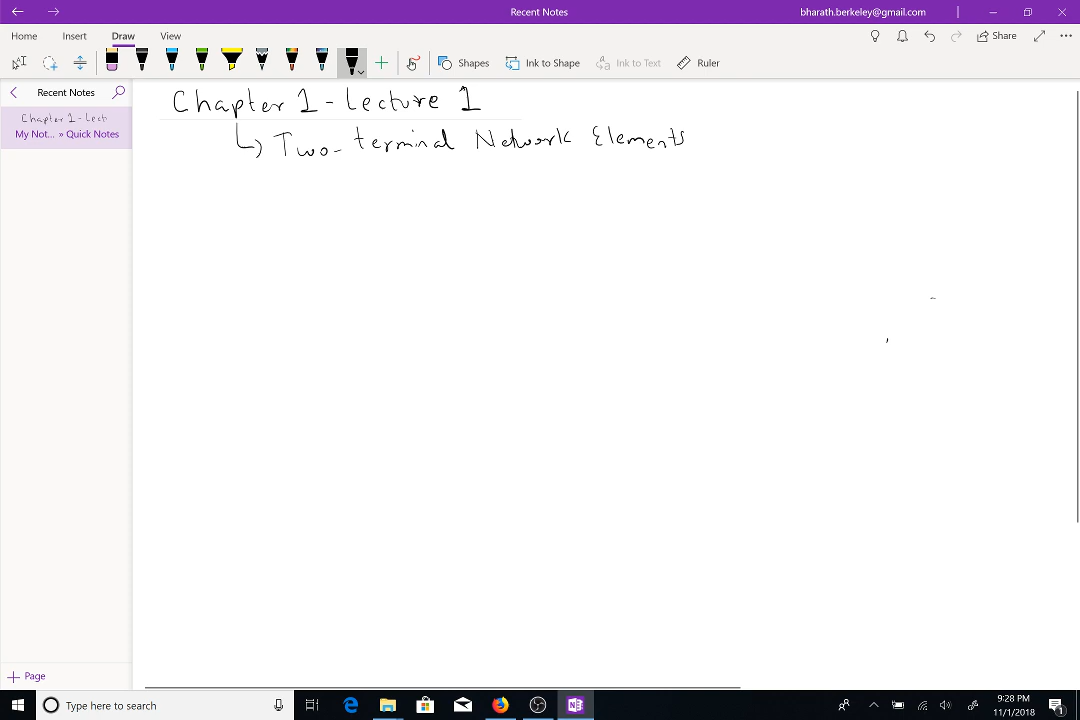 Recent Notes
bharath.berkeley@gmail.com
Home Insert Draw View
Share
Shapes Ink to Shape Ink to Text Ruler
Recent Notes
Chapter 1 - Lect
My Not... » Quick Notes
Chapter 1 - Lecture 1
Two-terminal Network Elements
Page
Type here to search
9:28 PM
11/1/2018
1